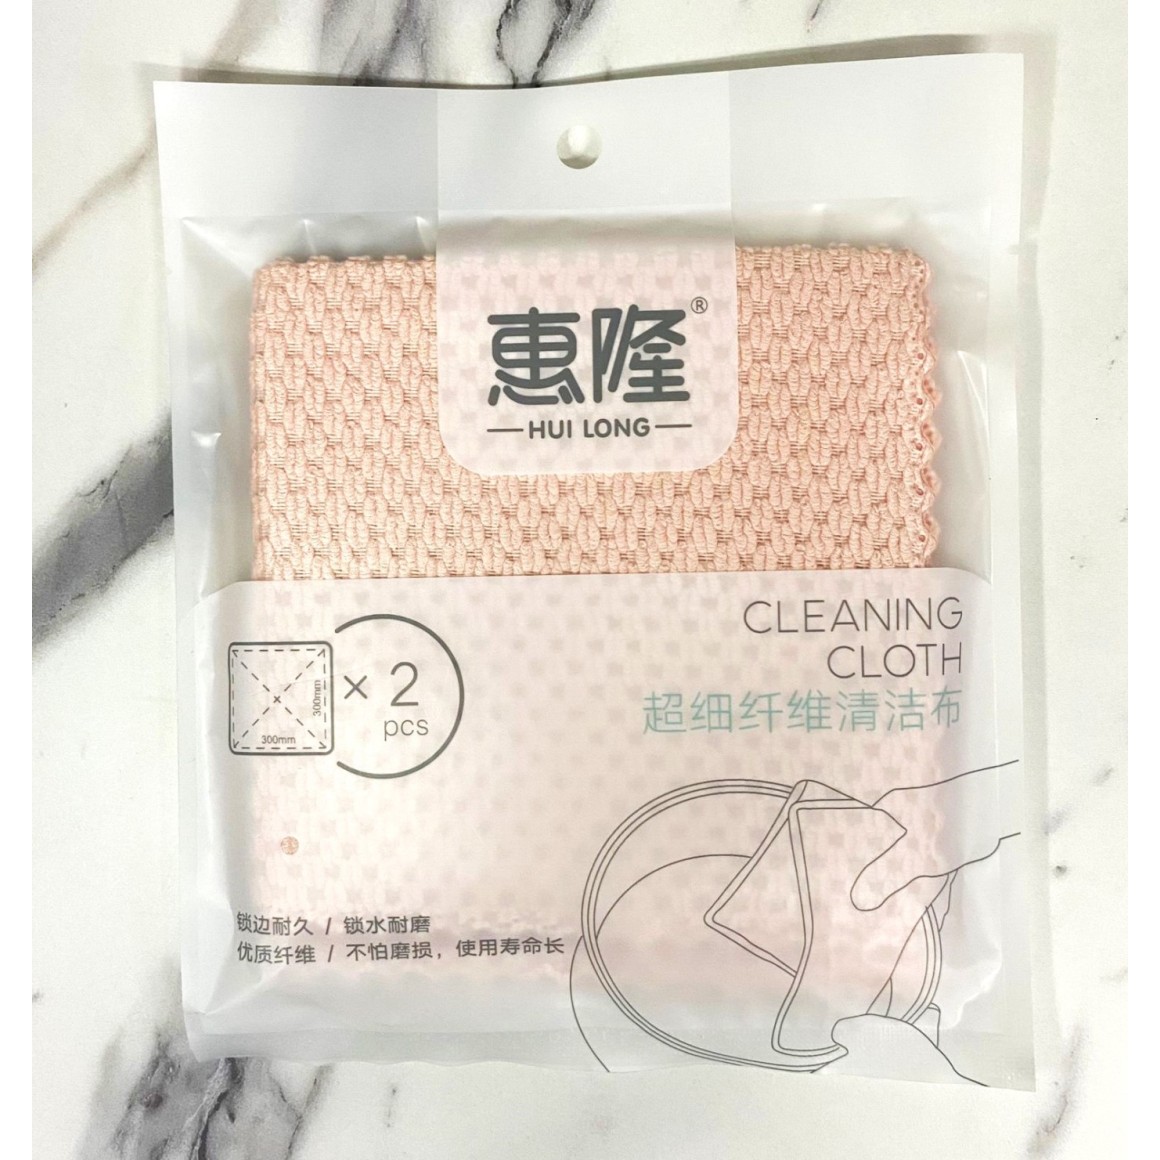 惠隆®
HUI LONG
CLEANING
CLOTH
超细纤维清洁布
300mm
300mm
× 2
pcs
锁边耐久 / 锁水耐磨
优质纤维 / 不怕磨损，使用寿命长